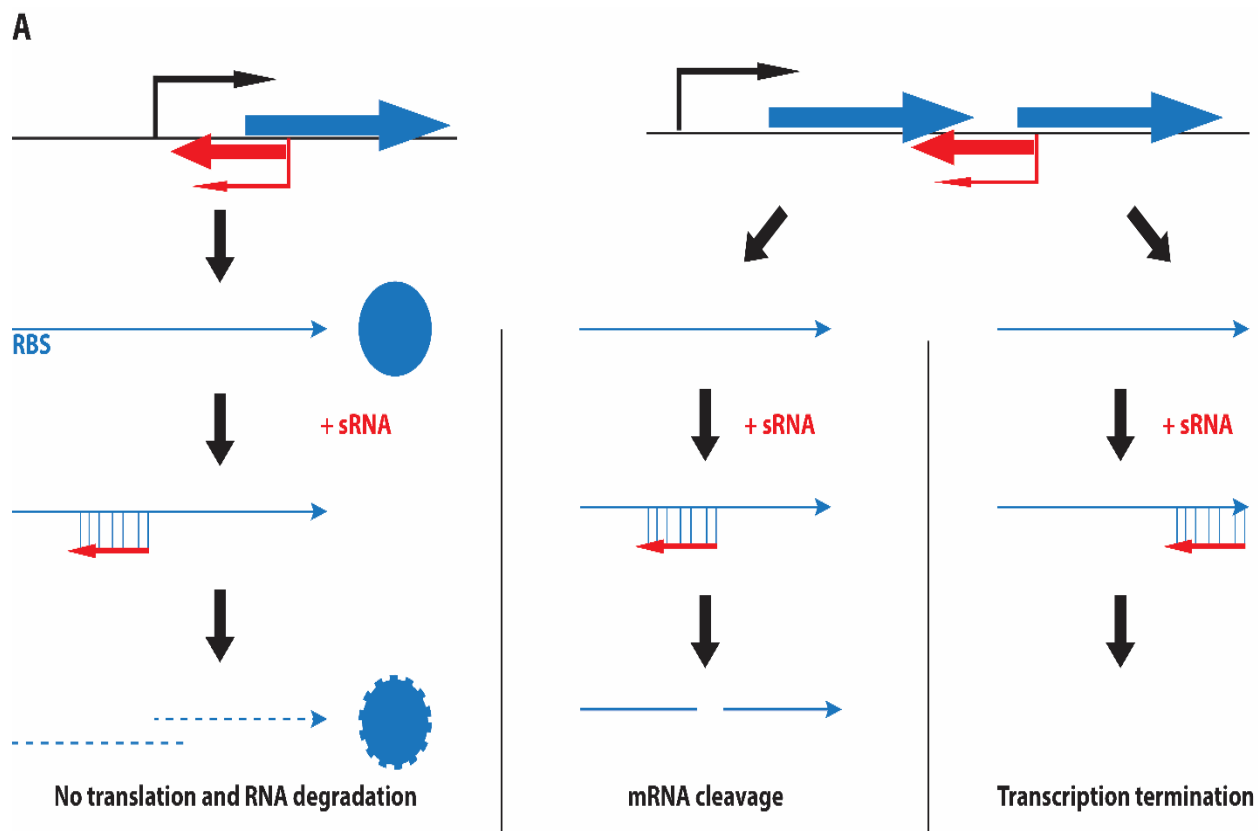 A
RBS
+ sRNA
+ sRNA
+ sRNA
No translation and RNA degradation
mRNA cleavage
Transcription termination